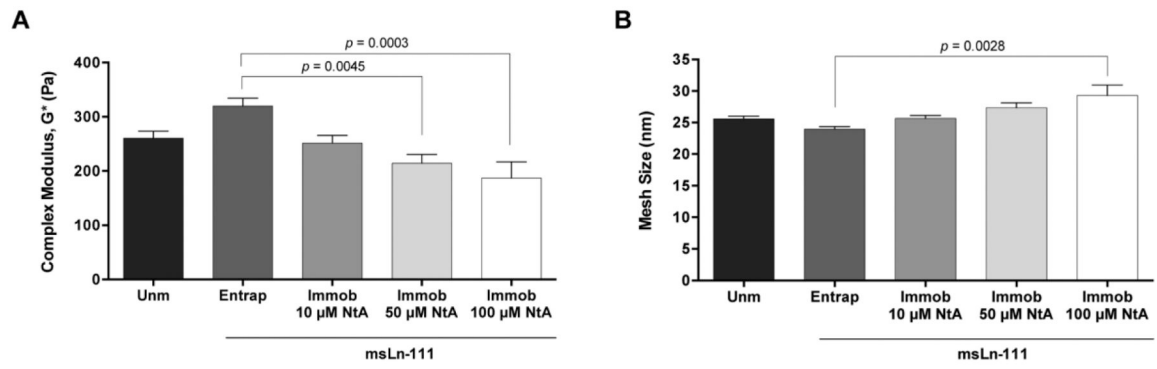 A
p = 0.0003
p = 0.0045
Complex Modulus, G* (Pa)
400
300
200
100
0
Unm
Entrap
Immob
10 µM NtA
Immob
50 µM NtA
Immob
100 µM NtA
msLn-111
B
p = 0.0028
Mesh Size (nm)
35
30
25
20
15
10
5
0
Unm
Entrap
Immob
10 µM NtA
Immob
50 µM NtA
Immob
100 µM NtA
msLn-111